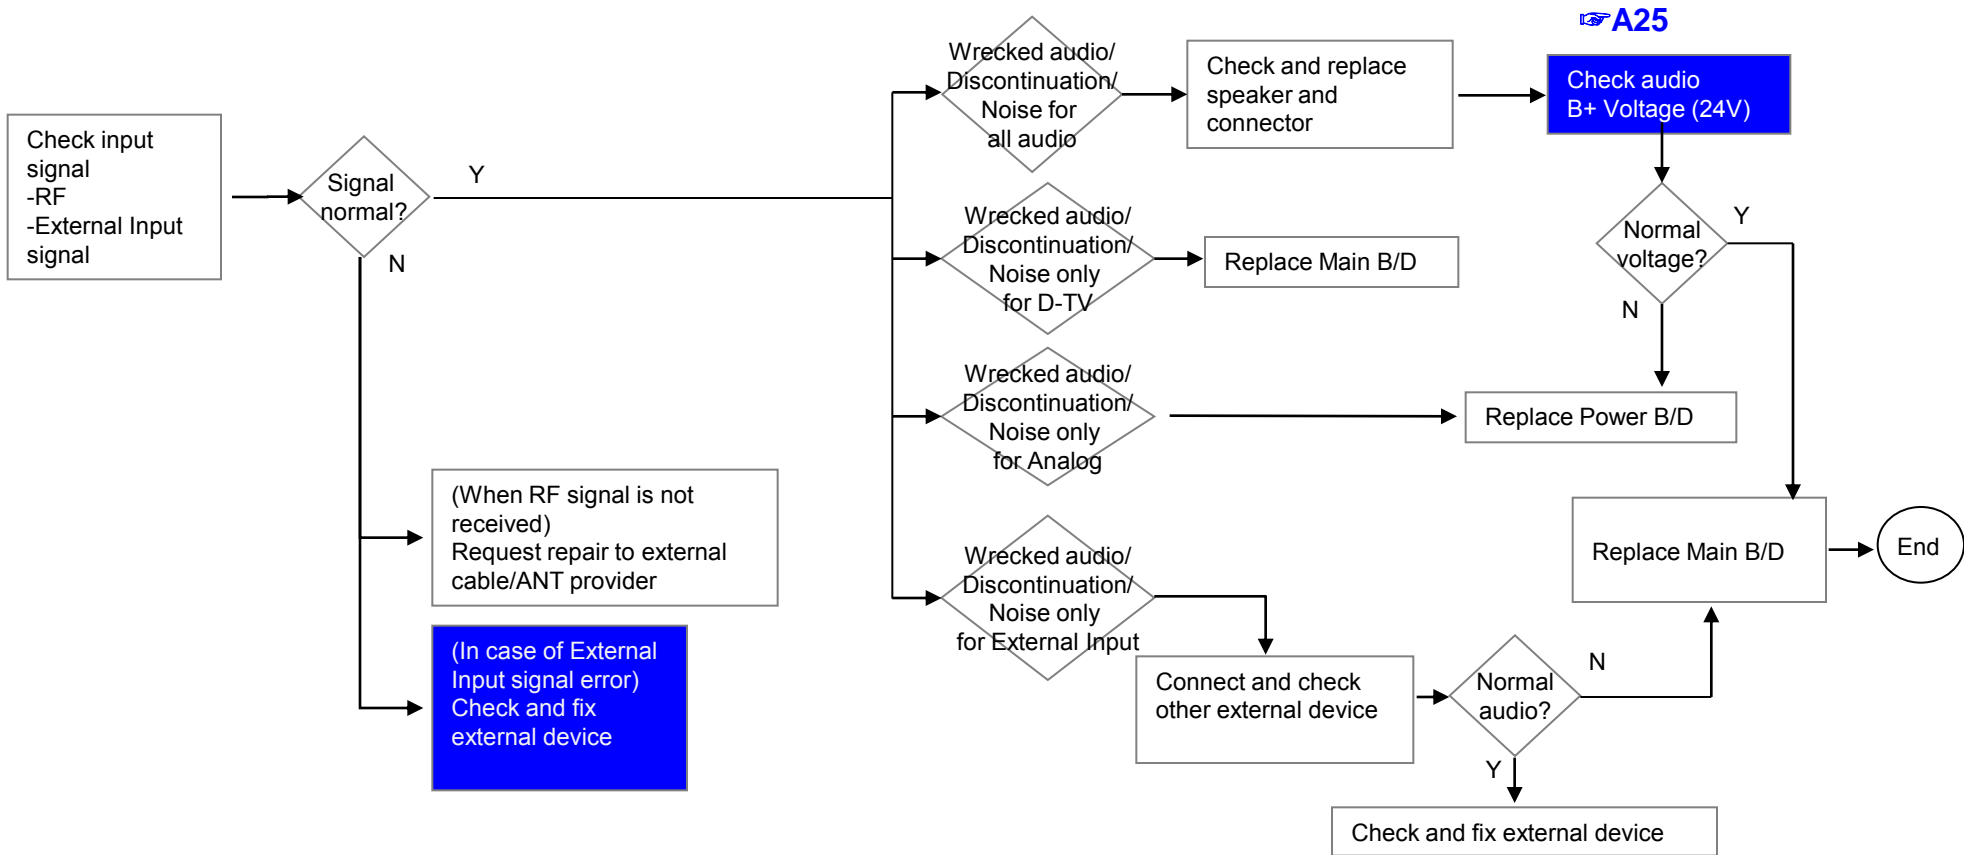 ☞A25
Check input
signal
-RF
-External Input
signal
Signal
normal?
Y
N
(When RF signal is not
received)
Request repair to external
cable/ANT provider
(In case of External
Input signal error)
Check and fix
external device
Wrecked audio/
Discontinuation/
Noise for
all audio
Check and replace
speaker and
connector
Check audio
B+ Voltage (24V)
Normal
voltage?
Y
N
Wrecked audio/
Discontinuation/
Noise only
for D-TV
Replace Main B/D
Wrecked audio/
Discontinuation/
Noise only
for Analog
Replace Power B/D
Wrecked audio/
Discontinuation/
Noise only
for External Input
Connect and check
other external device
Normal
audio?
N
Y
Replace Main B/D
End
Check and fix external device